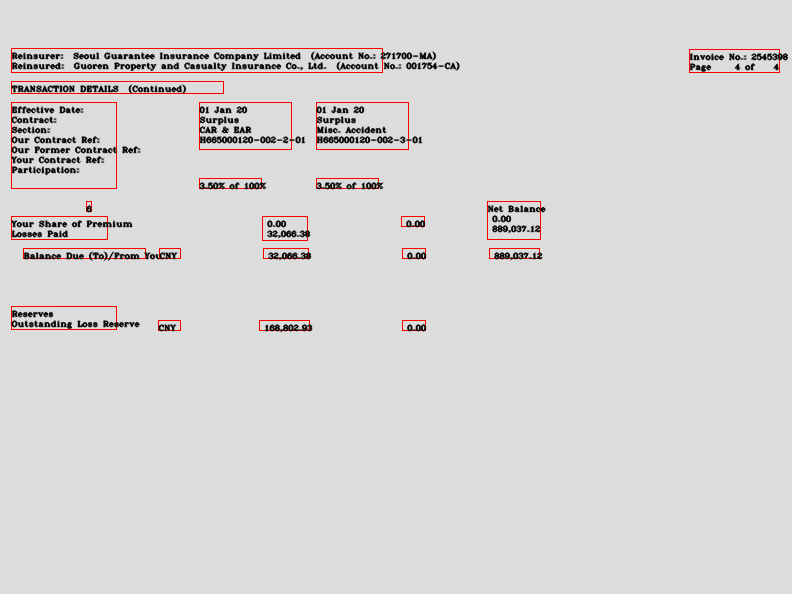 Reinsurer: Seoul Guarantee Insurance Company Limited (Account No.: 271700-MA)
Invoice No.: 2545398
Reinsured: Guoren Property and Casualty Insurance Co., Ltd. (Account No.: 001754-CA)
Page 4 of 4
TRANSACTION DETAILS (Continued)
Effective Date: 01 Jan 20 01 Jan 20
Contract: Surplus Surplus
Section: CAR & EAR Misc. Accident
Our Contract Ref: H665000120-002-2-01 H665000120-002-3-01
Our Former Contract Ref:
Your Contract Ref:
Participation:
3.50% of 100% 3.50% of 100%
6 Net Balance
Your Share of Premium 0.00 0.00 0.00
Losses Paid 32,066.38 889,037.12
Balance Due (To)/From You CNY 32,066.38 0.00 889,037.12
Reserves
Outstanding Loss Reserve CNY 168,802.93 0.00